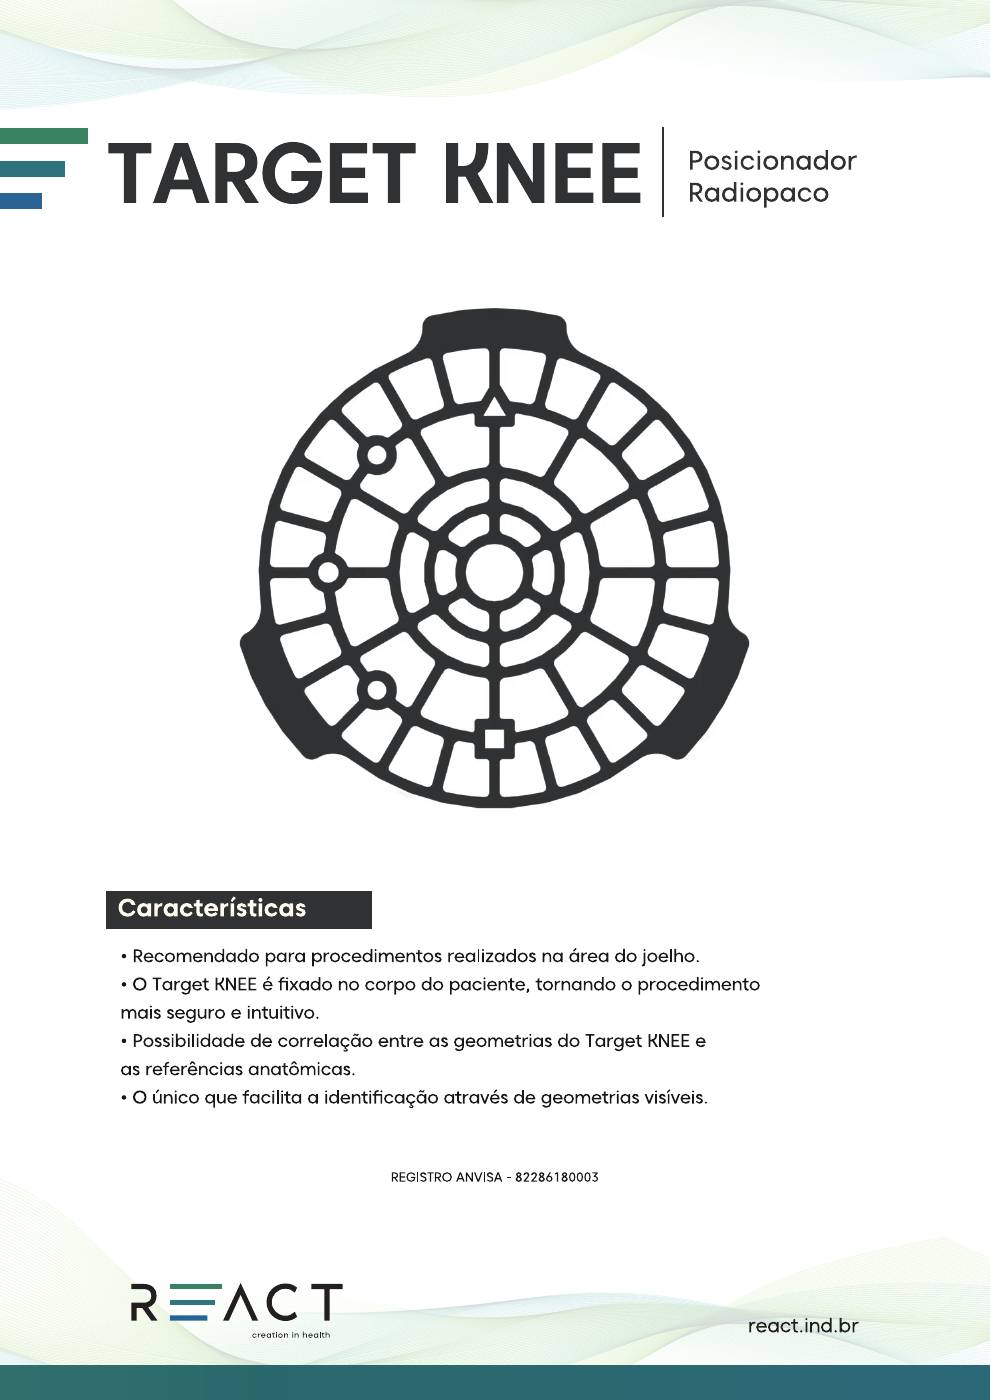 TARGET KNEE
Posicionador
Radiopaco
Características
• Recomendado para procedimentos realizados na área do joelho.
• O Target KNEE é fixado no corpo do paciente, tornando o procedimento
mais seguro e intuitivo.
• Possibilidade de correlação entre as geometrias do Target KNEE e
as referências anatômicas.
• O único que facilita a identificação através de geometrias visíveis.
REGISTRO ANVISA - 82286180003
REACT
creation in health
react.ind.br